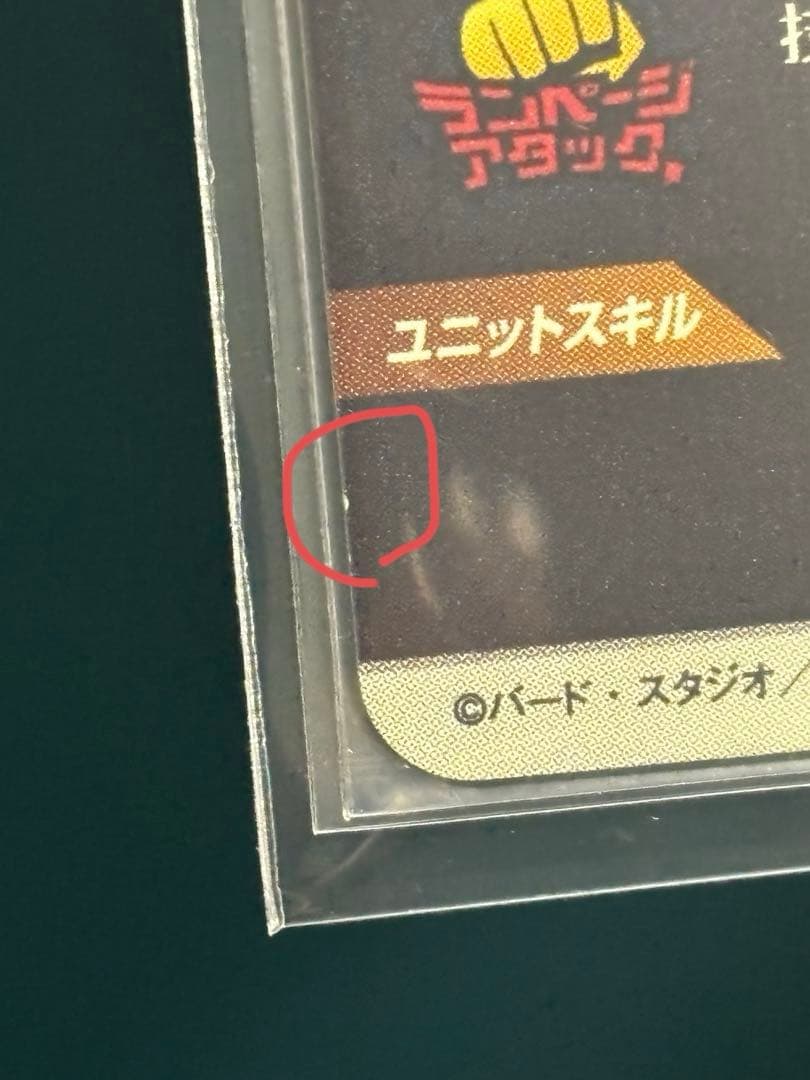 技
ランページ
アタック
ユニットスキル
©バード・スタジオ／